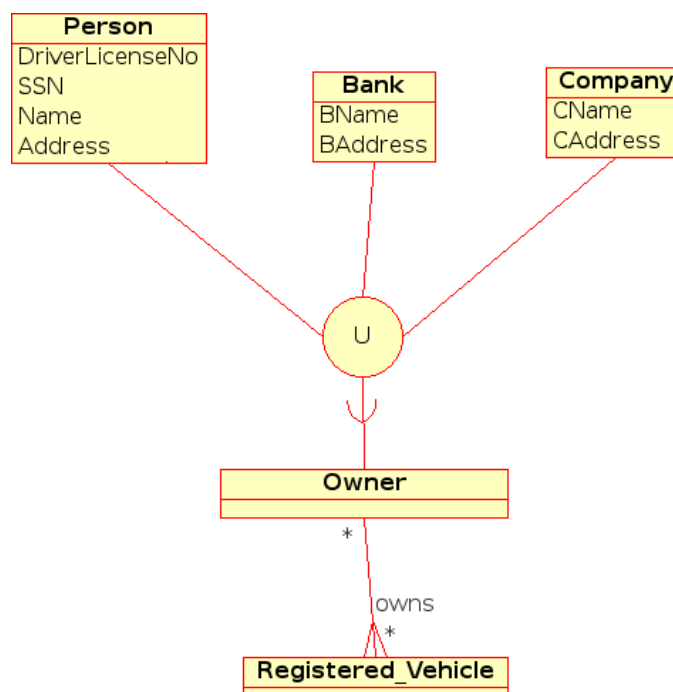 Person
DriverLicenseNo
SSN
Name
Address
Bank
BName
BAddress
Company
CName
CAddress
U
Owner
*
owns
*
Registered_Vehicle